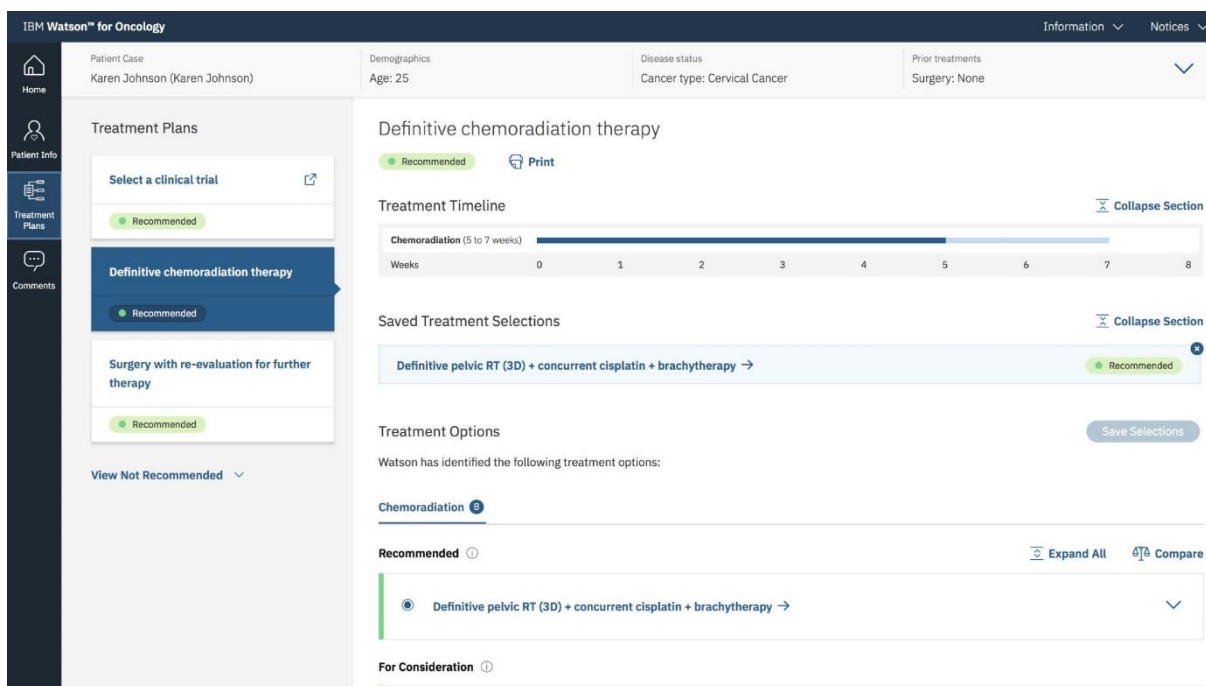 IBM Watson™ for Oncology
Information
Notices
Home
Patient Info
Treatment
Plans
Comments
Patient Case
Karen Johnson (Karen Johnson)
Demographics
Age: 25
Disease status
Cancer type: Cervical Cancer
Prior treatments
Surgery: None
Treatment Plans
Select a clinical trial
Recommended
Definitive chemoradiation therapy
Recommended
Surgery with re-evaluation for further
therapy
Recommended
View Not Recommended
Definitive chemoradiation therapy
Recommended
Print
Treatment Timeline
Collapse Section
Chemoradiation (5 to 7 weeks)
Weeks 0 1 2 3 4 5 6 7 8
Saved Treatment Selections
Collapse Section
Definitive pelvic RT (3D) + concurrent cisplatin + brachytherapy →
Recommended
Treatment Options
Save Selections
Watson has identified the following treatment options:
Chemoradiation 8
Recommended
Expand All
Compare
Definitive pelvic RT (3D) + concurrent cisplatin + brachytherapy →
For Consideration